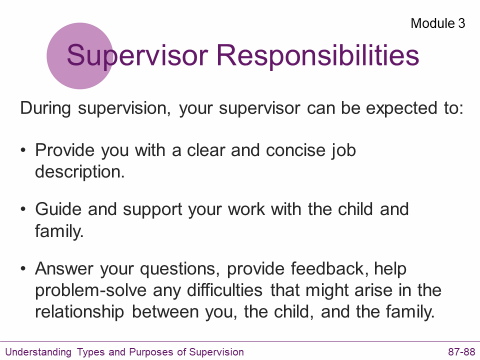 Module 3
Supervisor Responsibilities
During supervision, your supervisor can be expected to:
• Provide you with a clear and concise job
description.
• Guide and support your work with the child and
family.
• Answer your questions, provide feedback, help
problem-solve any difficulties that might arise in the
relationship between you, the child, and the family.
Understanding Types and Purposes of Supervision 87-88